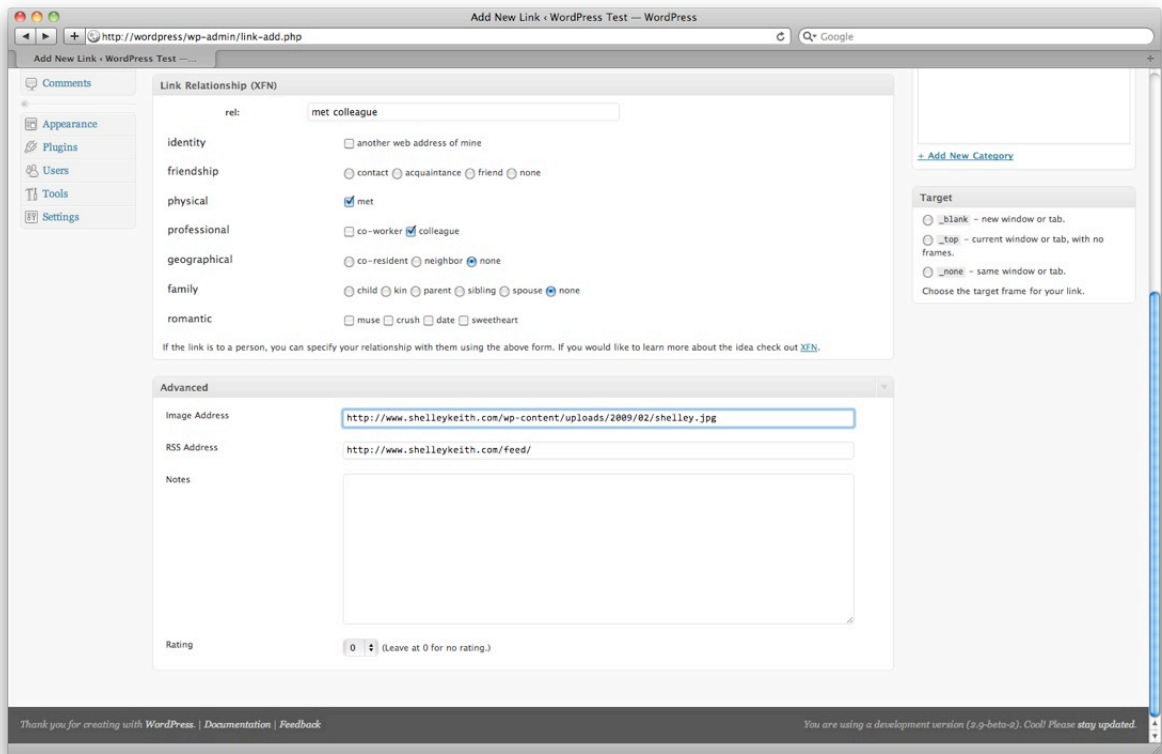 Add New Link ‹ WordPress Test — WordPress
http://wordpress/wp-admin/link-add.php
Google
Add New Link ‹ WordPress Test —...
Comments
Appearance
Plugins
Users
Tools
Settings
Link Relationship (XFN)
rel: met colleague
identity another web address of mine
friendship contact acquaintance friend none
physical met
professional co-worker colleague
geographical co-resident neighbor none
family child kin parent sibling spouse none
romantic muse crush date sweetheart
If the link is to a person, you can specify your relationship with them using the above form. If you would like to learn more about the idea check out XFN.
Advanced
Image Address http://www.shelleykeith.com/wp-content/uploads/2009/02/shelley.jpg
RSS Address http://www.shelleykeith.com/feed/
Notes
Rating 0 (Leave at 0 for no rating.)
+ Add New Category
Target
_blank – new window or tab.
_top – current window or tab, with no
frames.
_none – same window or tab.
Choose the target frame for your link.
Thank you for creating with WordPress. | Documentation | Feedback
You are using a development version (2.9-beta-2). Cool! Please stay updated.